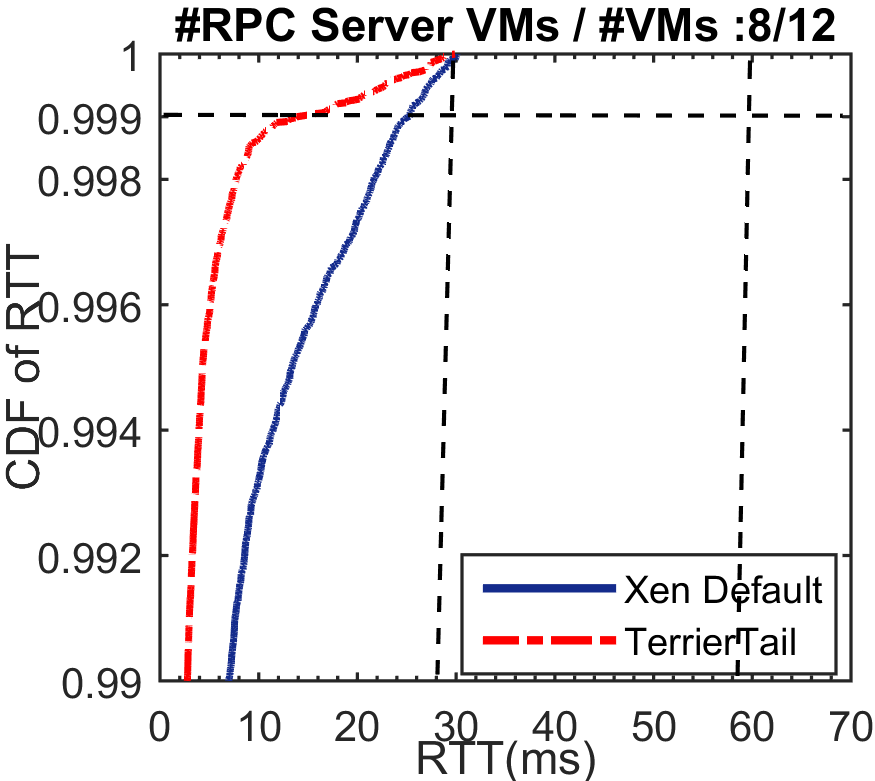 #RPC Server VMs / #VMs :8/12
1
0.999
0.998
0.996
0.994
0.992
0.99
CDF of RTT
Xen Default
TerrierTail
0 10 20 30 40 50 60 70
RTT(ms)